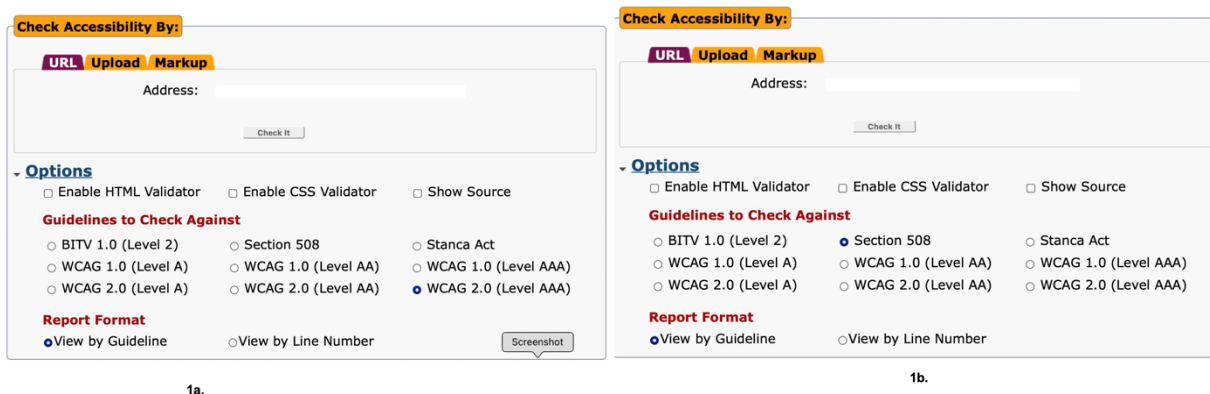 Check Accessibility By:
URL Upload Markup
Address:
Check It
Options
Enable HTML Validator Enable CSS Validator Show Source
Guidelines to Check Against
BITV 1.0 (Level 2) Section 508 Stanca Act
WCAG 1.0 (Level A) WCAG 1.0 (Level AA) WCAG 1.0 (Level AAA)
WCAG 2.0 (Level A) WCAG 2.0 (Level AA) WCAG 2.0 (Level AAA)
Report Format
View by Guideline View by Line Number
Screenshot
1a.
Check Accessibility By:
URL Upload Markup
Address:
Check It
Options
Enable HTML Validator Enable CSS Validator Show Source
Guidelines to Check Against
BITV 1.0 (Level 2) Section 508 Stanca Act
WCAG 1.0 (Level A) WCAG 1.0 (Level AA) WCAG 1.0 (Level AAA)
WCAG 2.0 (Level A) WCAG 2.0 (Level AA) WCAG 2.0 (Level AAA)
Report Format
View by Guideline View by Line Number
1b.